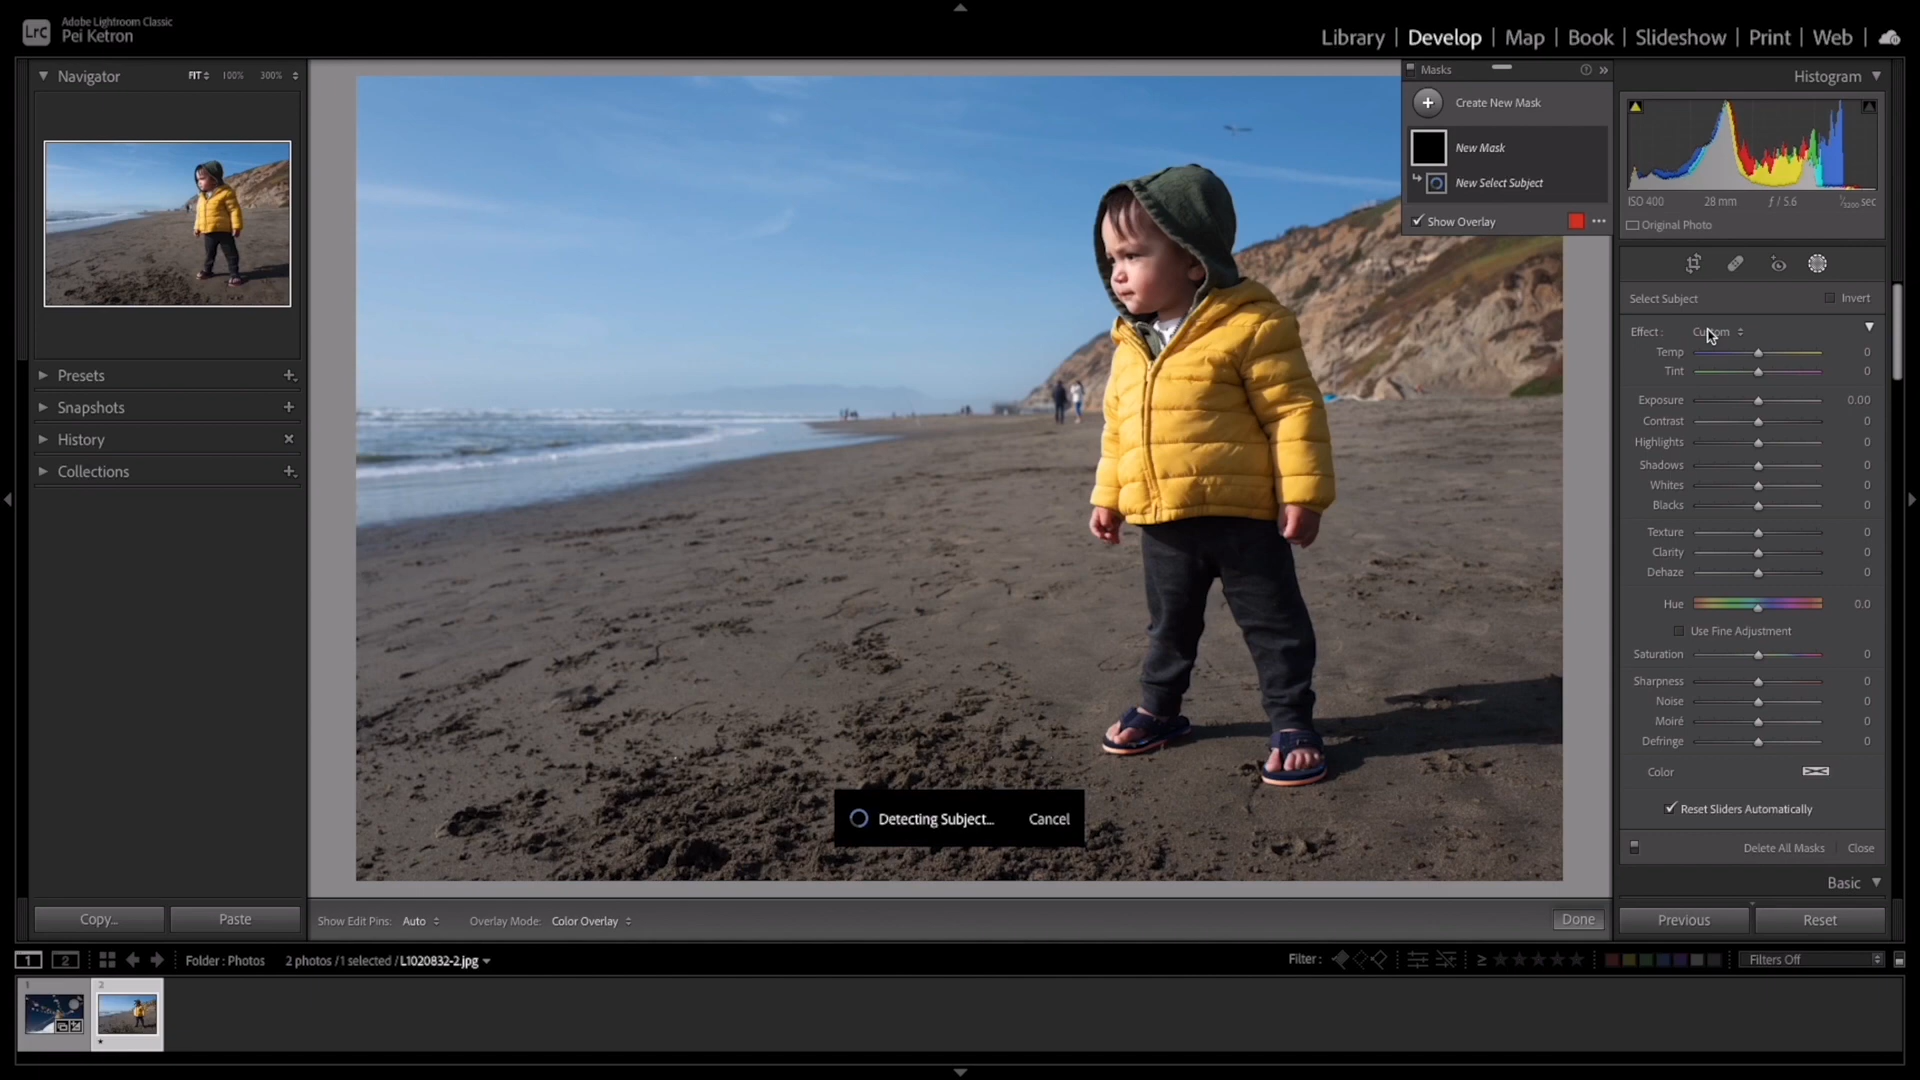 LrC
Adobe Lightroom Classic
Pei Ketron
Library | Develop | Map | Book | Slideshow | Print | Web
Navigator FIT 100% 300%
Presets
Snapshots
History
Collections
Copy... Paste
Masks
Create New Mask
New Mask
New Select Subject
Show Overlay
Detecting Subject... Cancel
Show Edit Pins: Auto Overlay Mode: Color Overlay Done
Histogram
ISO 400 28 mm ƒ / 5.6 1/3200 sec
Original Photo
Select Subject Invert
Effect : Custom
Temp 0
Tint 0
Exposure 0.00
Contrast 0
Highlights 0
Shadows 0
Whites 0
Blacks 0
Texture 0
Clarity 0
Dehaze 0
Hue 0.0
Use Fine Adjustment
Saturation 0
Sharpness 0
Noise 0
Moiré 0
Defringe 0
Color
Reset Sliders Automatically
Delete All Masks Close
Basic
Previous Reset
1 2 Folder : Photos 2 photos / 1 selected / L1020832-2.jpg Filter : ≥ Filters Off
1 2